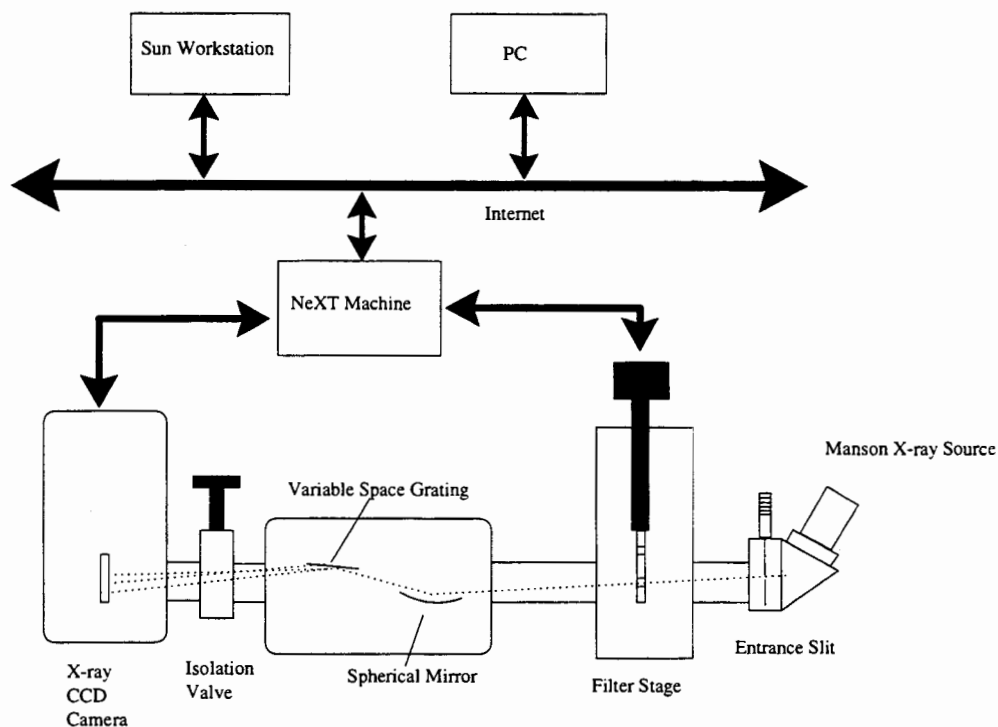 Sun Workstation
PC
Internet
NeXT Machine
Manson X-ray Source
Variable Space Grating
Entrance Slit
Spherical Mirror
Filter Stage
Isolation
Valve
X-ray
CCD
Camera